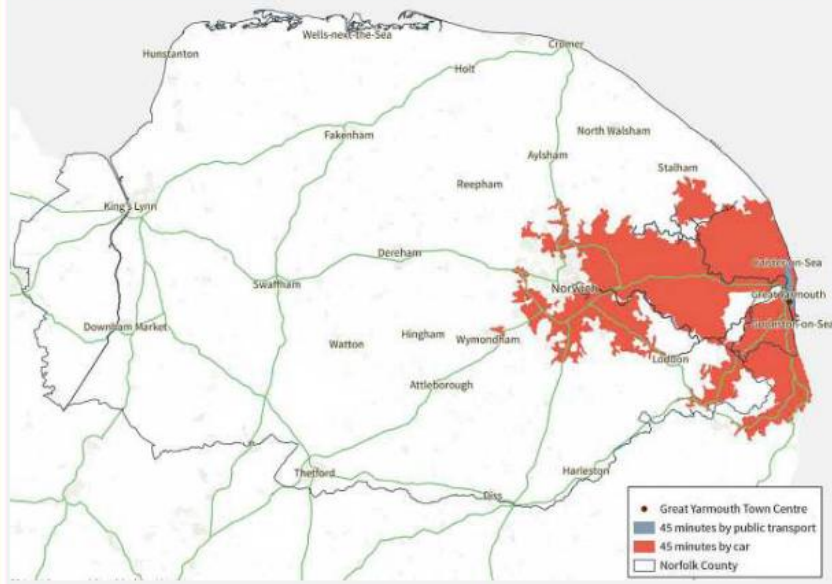 Wells-next-the-Sea
Cromer
Hunstanton
Holt
Fakenham
North Walsham
Aylsham
Stalham
Reepham
King's Lynn
Dereham
Caister-on-Sea
Swaffham
Norwich
Great Yarmouth
Downham Market
Gorleston-on-Sea
Watton
Hingham
Wymondham
Loddon
Attleborough
Thetford
Harleston
Diss
Great Yarmouth Town Centre
45 minutes by public transport
45 minutes by car
Norfolk County